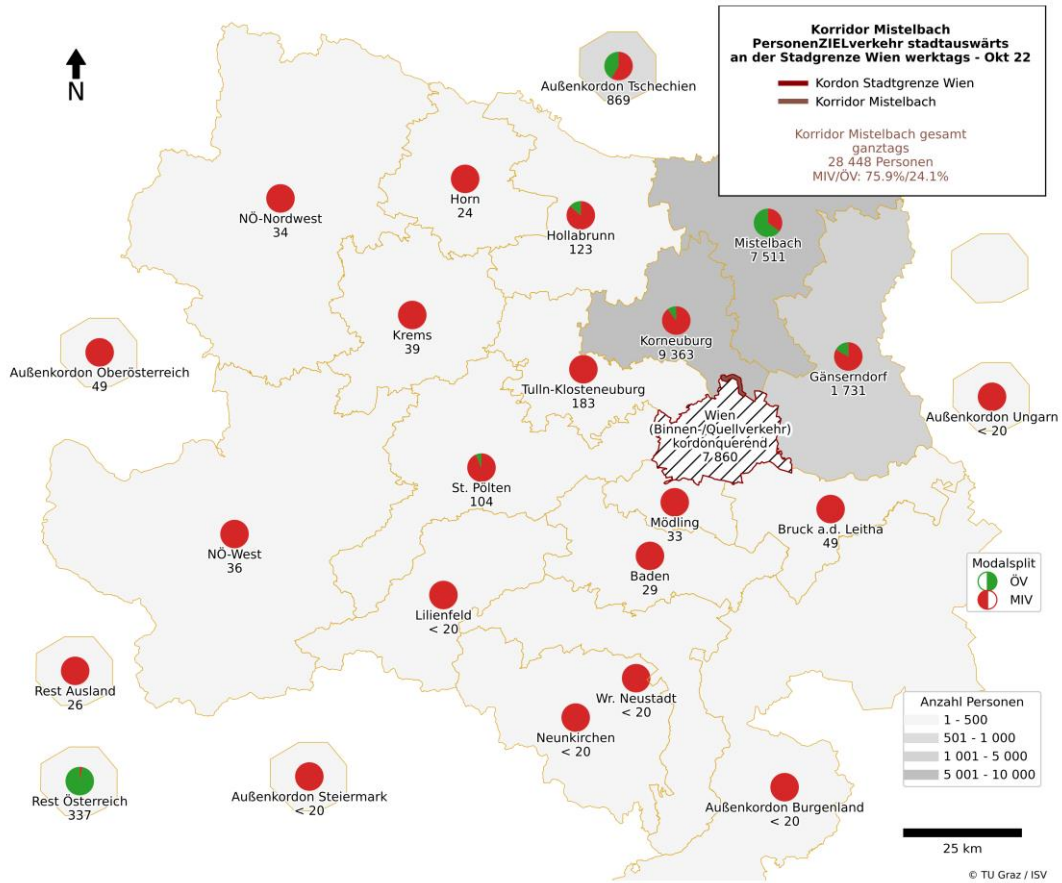 Korridor Mistelbach
PersonenZIELverkehr stadtauswärts
an der Stadgrenze Wien werktags - Okt 22
Kordon Stadtgrenze Wien
Korridor Mistelbach
Korridor Mistelbach gesamt
ganztags
28 448 Personen
MIV/ÖV: 75.9%/24.1%
N
Außenkordon Tschechien
869
Horn
24
NÖ-Nordwest
34
Hollabrunn
123
Mistelbach
7 511
Krems
39
Korneuburg
9 363
Außenkordon Oberösterreich
49
Tulln-Klosteneuburg
183
Gänserndorf
1 731
Außenkordon Ungarn
< 20
Wien
(Binnen-/Quellverkehr)
kordonquerend
7 860
St. Pölten
104
Mödling
33
Bruck a.d. Leitha
49
NÖ-West
36
Baden
29
Modalsplit
ÖV
MIV
Lilienfeld
< 20
Rest Ausland
26
Wr. Neustadt
< 20
Neunkirchen
< 20
Anzahl Personen
1 - 500
501 - 1 000
1 001 - 5 000
5 001 - 10 000
Rest Österreich
337
Außenkordon Steiermark
< 20
Außenkordon Burgenland
< 20
25 km
© TU Graz / ISV